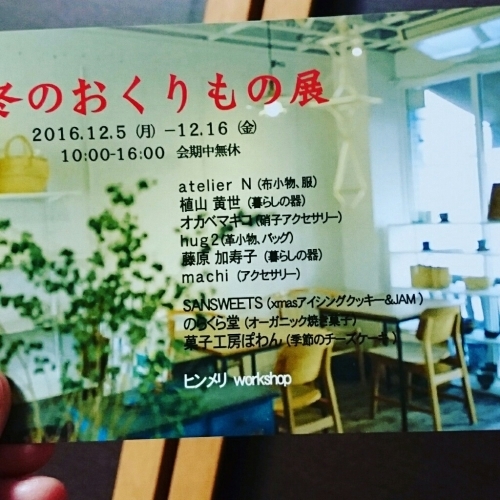 冬のおくりもの展
2016.12.5 (月) -12.16 (金)
10:00-16:00 会期中無休
atelier N (布小物、服)
植山 黄世 (暮らしの器)
オカベマキコ (硝子アクセサリー)
hug2 (革小物、バッグ)
藤原 加寿子 (暮らしの器)
machi (アクセサリー)
SANSWEETS (xmasアイシングクッキー&JAM)
のらくら堂 (オーガニック焼き菓子)
菓子工房ぽわん (季節のチーズケーキ)
ヒンメリ workshop